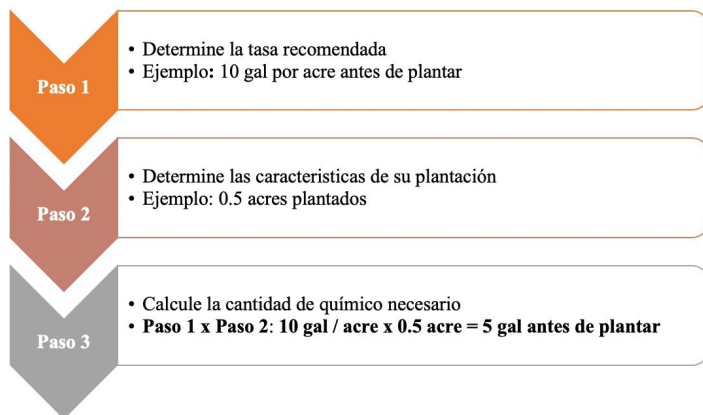 Paso 1
• Determine la tasa recomendada
• Ejemplo: 10 gal por acre antes de plantar
Paso 2
• Determine las caracteristicas de su plantación
• Ejemplo: 0.5 acres plantados
Paso 3
• Calcule la cantidad de químico necesario
• Paso 1 x Paso 2: 10 gal / acre x 0.5 acre = 5 gal antes de plantar